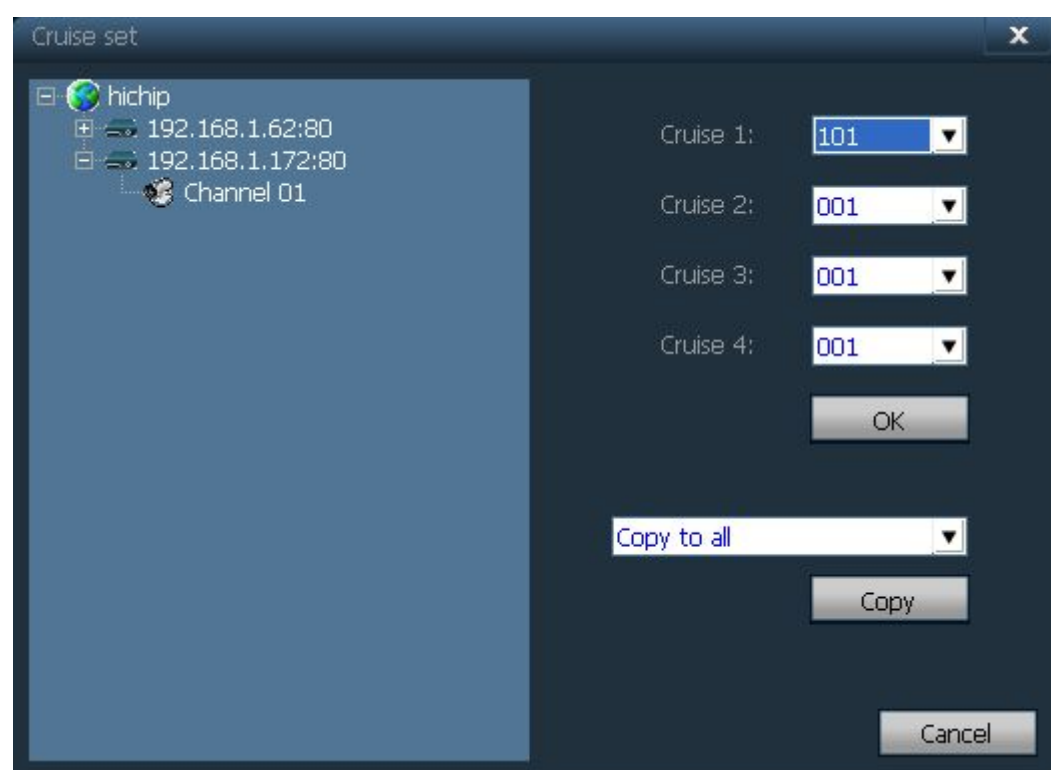 Cruise set
x
hichip
192.168.1.62:80
192.168.1.172:80
Channel 01
Cruise 1: 101
Cruise 2: 001
Cruise 3: 001
Cruise 4: 001
OK
Copy to all
Copy
Cancel